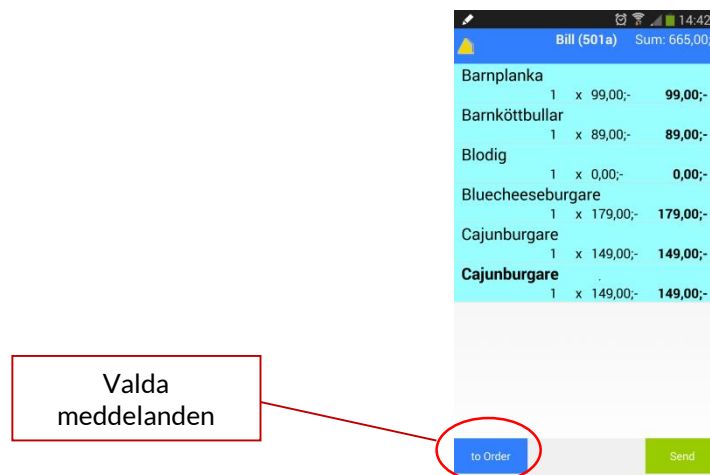 14:42
Bill (501a) Sum: 665,00;
Barnplanka
1 x 99,00;- 99,00;-
Barnköttbullar
1 x 89,00;- 89,00;-
Blodig
1 x 0,00;- 0,00;-
Bluecheeseburgare
1 x 179,00;- 179,00;-
Cajunburgare
1 x 149,00;- 149,00;-
Cajunburgare
1 x 149,00;- 149,00;-
Valda
meddelanden
to Order Send